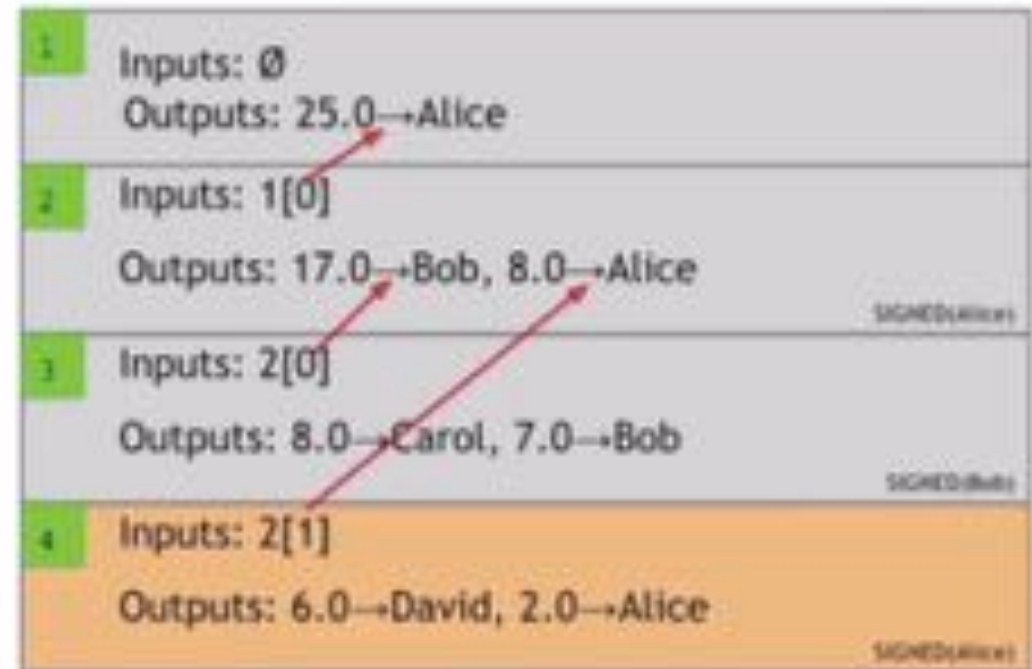 1
Inputs: Ø
Outputs: 25.0→Alice
2
Inputs: 1[0]
Outputs: 17.0→Bob, 8.0→Alice
SIGNED(Alice)
3
Inputs: 2[0]
Outputs: 8.0→Carol, 7.0→Bob
SIGNED(Bob)
4
Inputs: 2[1]
Outputs: 6.0→David, 2.0→Alice
SIGNED(Alice)